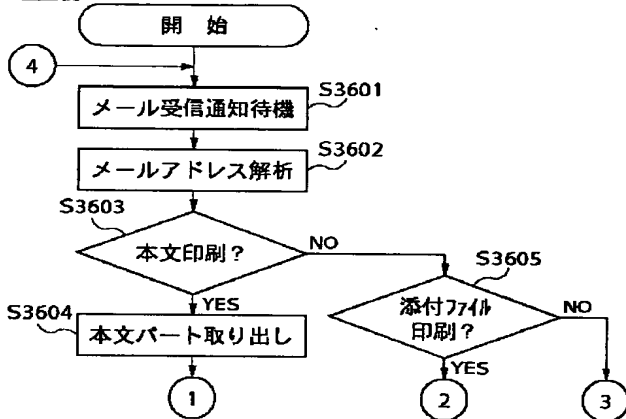 開 始
4
メール受信通知待機
S3601
メールアドレス解析
S3602
S3603
本文印刷?
NO
YES
S3605
添付ファイル
印刷?
NO
YES
S3604
本文パート取り出し
1
2
3